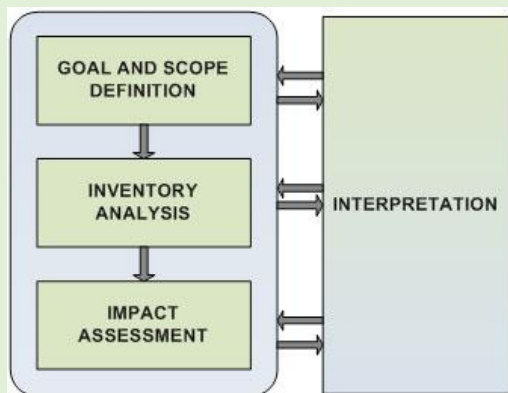 GOAL AND SCOPE
DEFINITION
INVENTORY
ANALYSIS
INTERPRETATION
IMPACT
ASSESSMENT